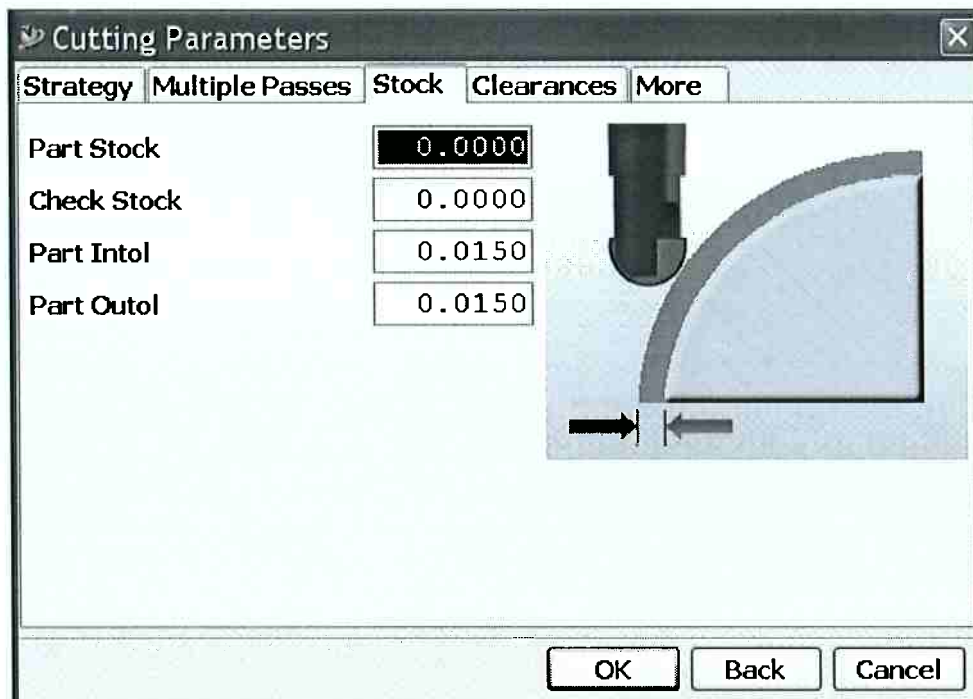 Cutting Parameters
Strategy Multiple Passes Stock Clearances More
Part Stock 0.0000
Check Stock 0.0000
Part Intol 0.0150
Part Outol 0.0150
OK Back Cancel